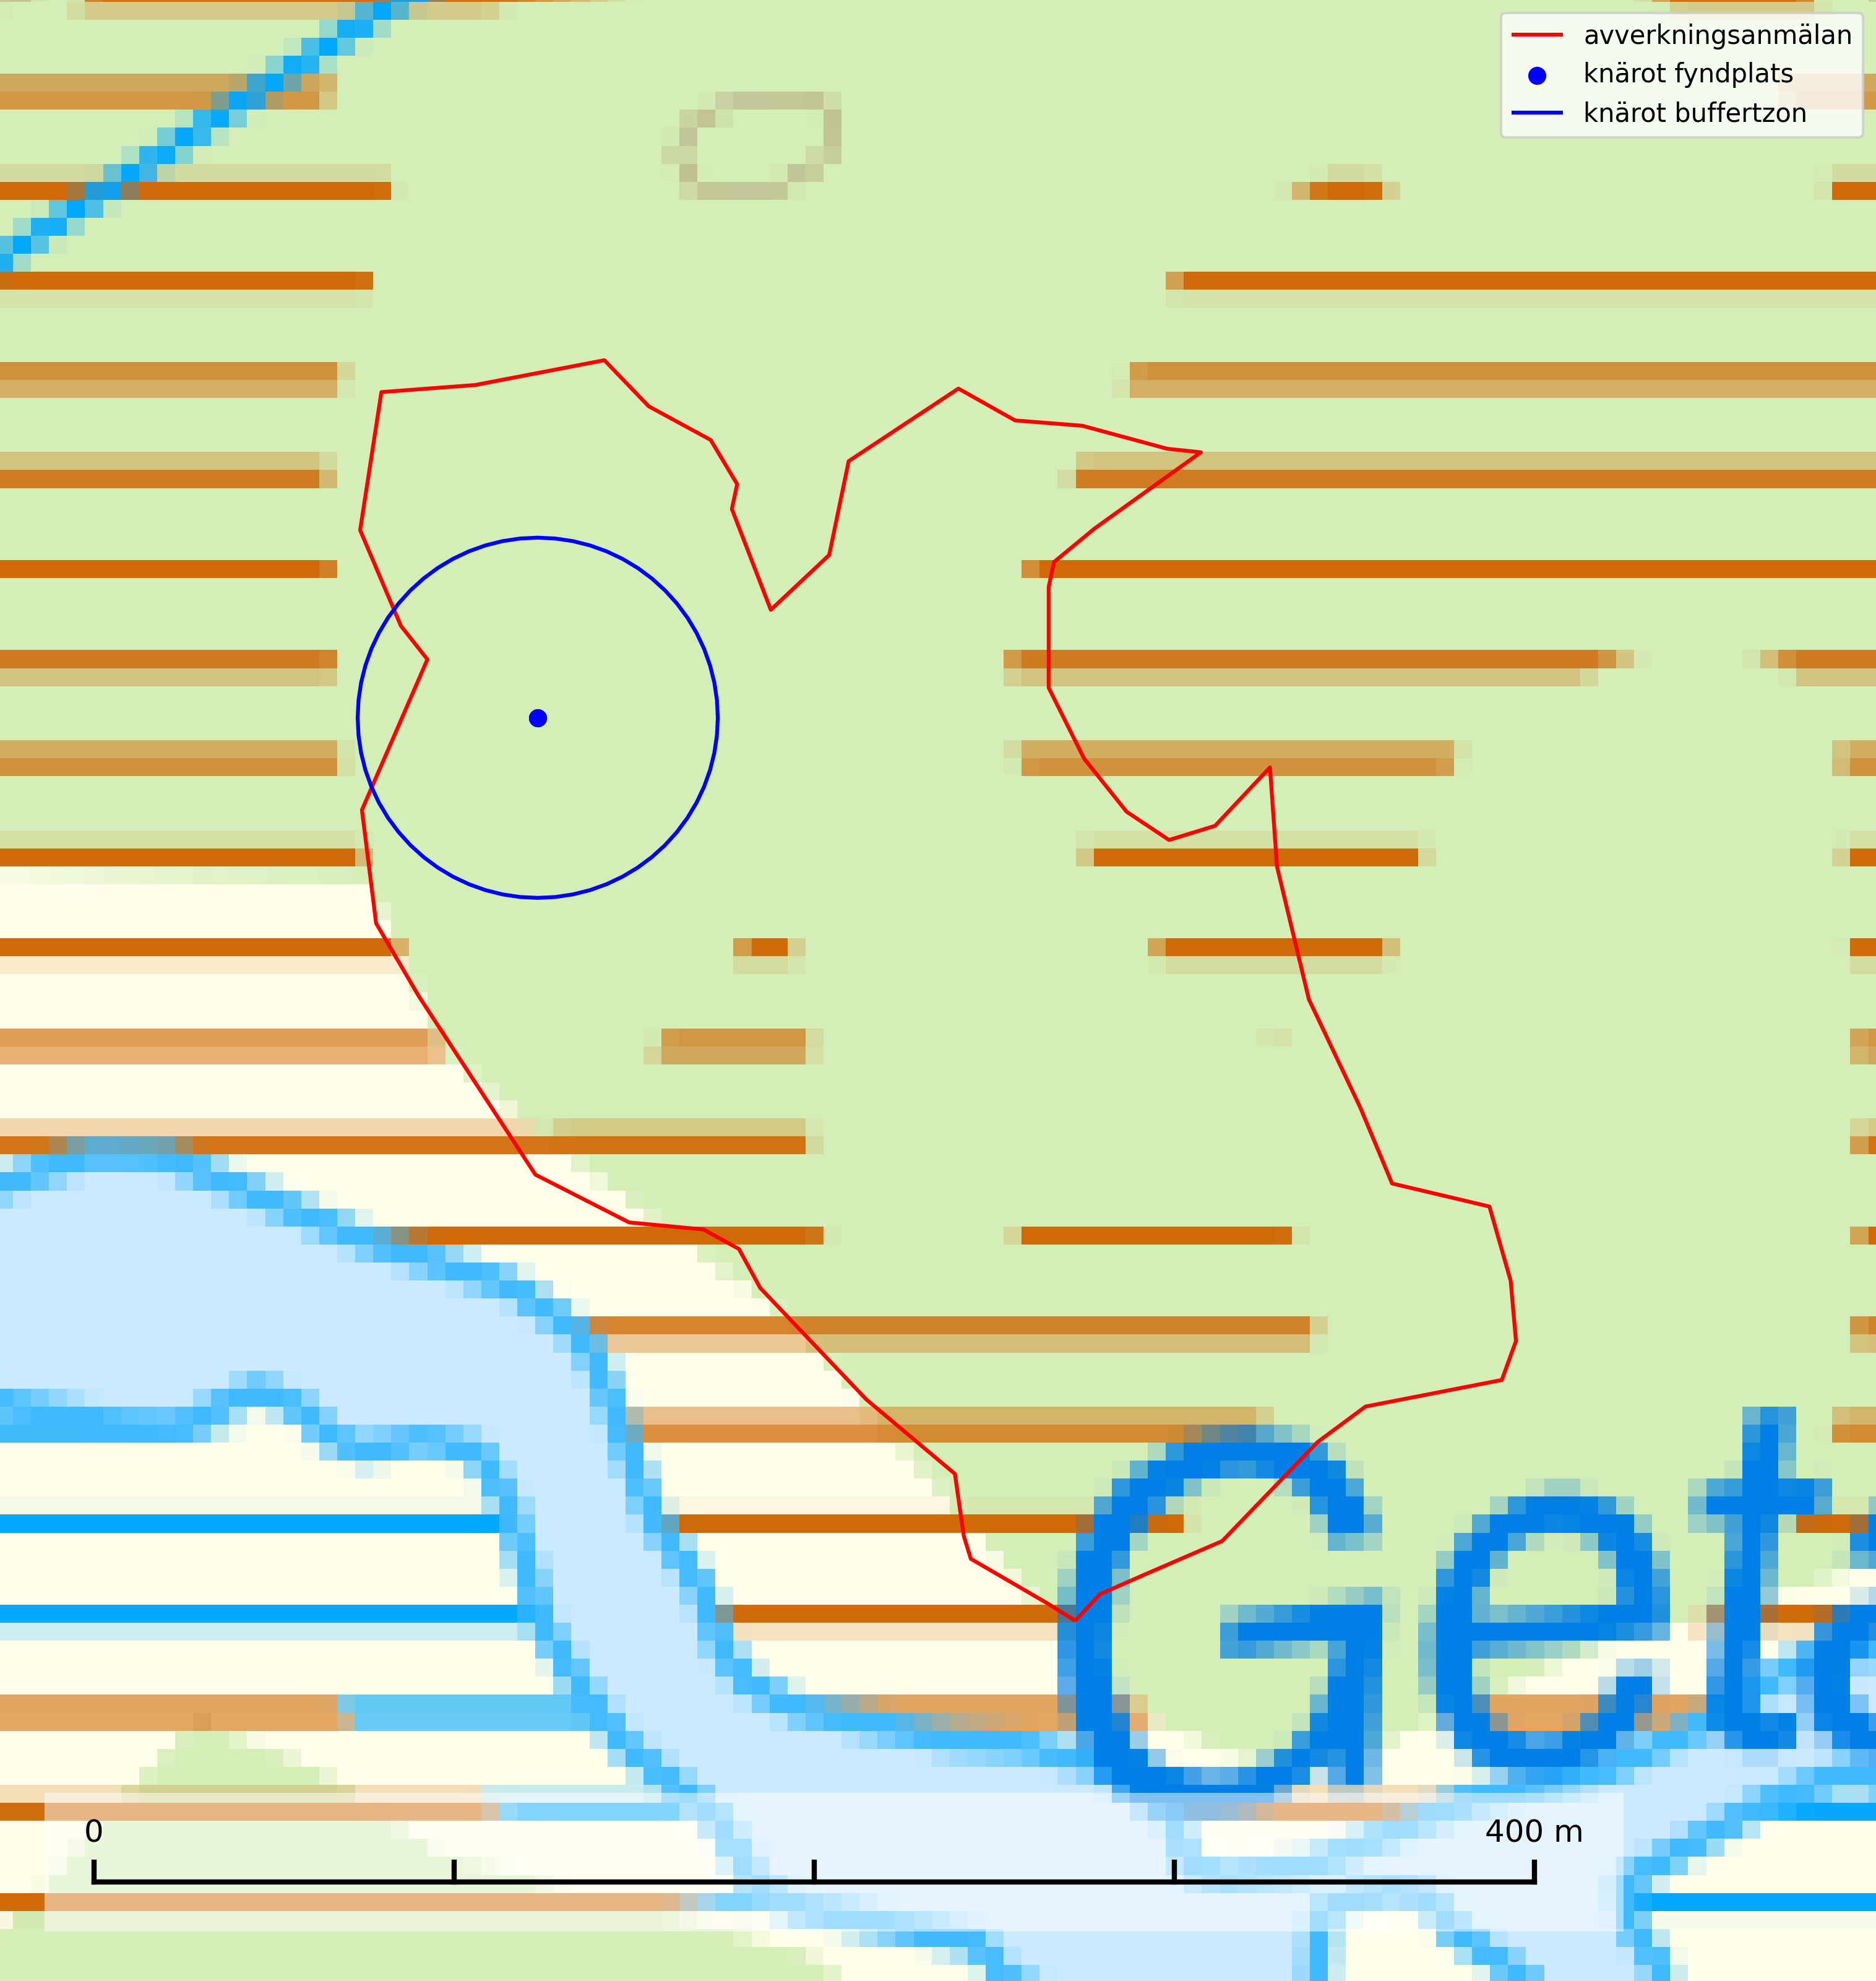 avverkningsanmälan
knärot fyndplats
knärot buffertzon
Get
0 400 m